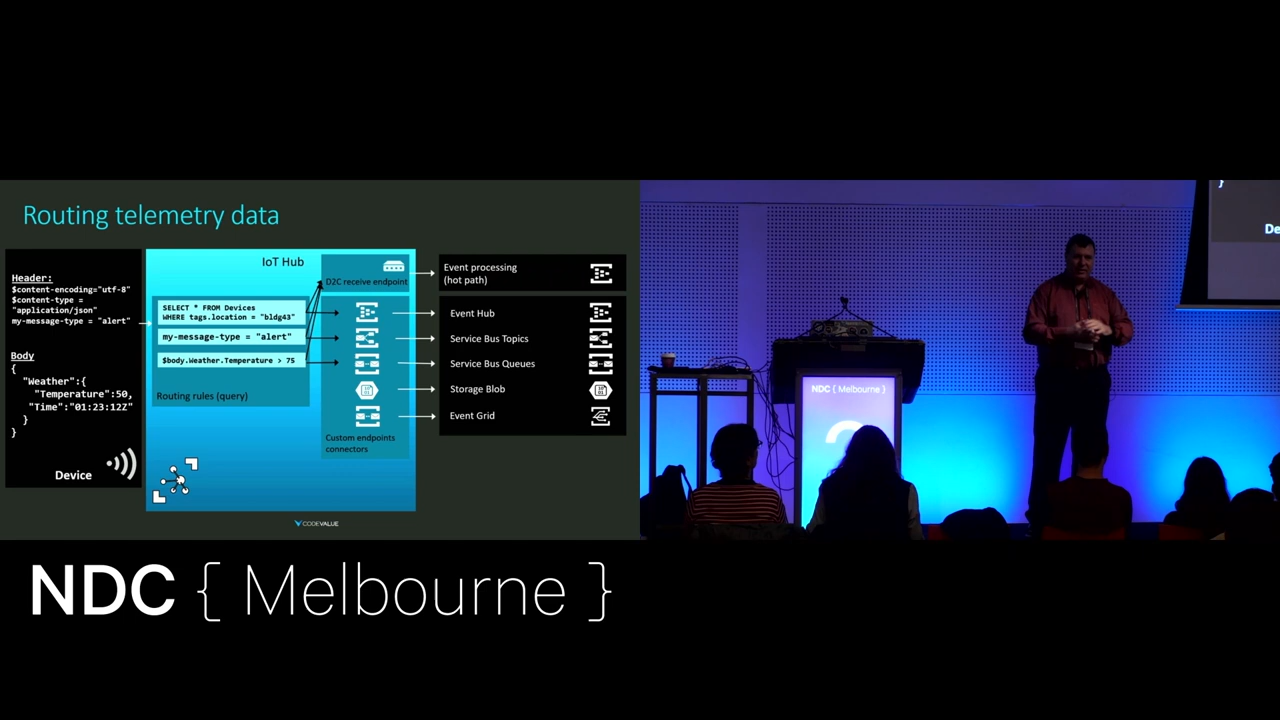 Routing telemetry data
Header:
$content-encoding="utf-8"
$content-type =
"application/json"
my-message-type = "alert"
Body
{
"Weather":{
"Temperature":50,
"Time":"01:23:12Z"
}
}
Device
IoT Hub
SELECT * FROM Devices
WHERE tags.location = "bldg43"
my-message-type = "alert"
$body.Weather.Temperature > 75
Routing rules (query)
D2C receive endpoint
Custom endpoints
connectors
Event processing
(hot path)
Event Hub
Service Bus Topics
Service Bus Queues
Storage Blob
Event Grid
CODEVALUE
}
De
NDC { Melbourne }
NDC { Melbourne }